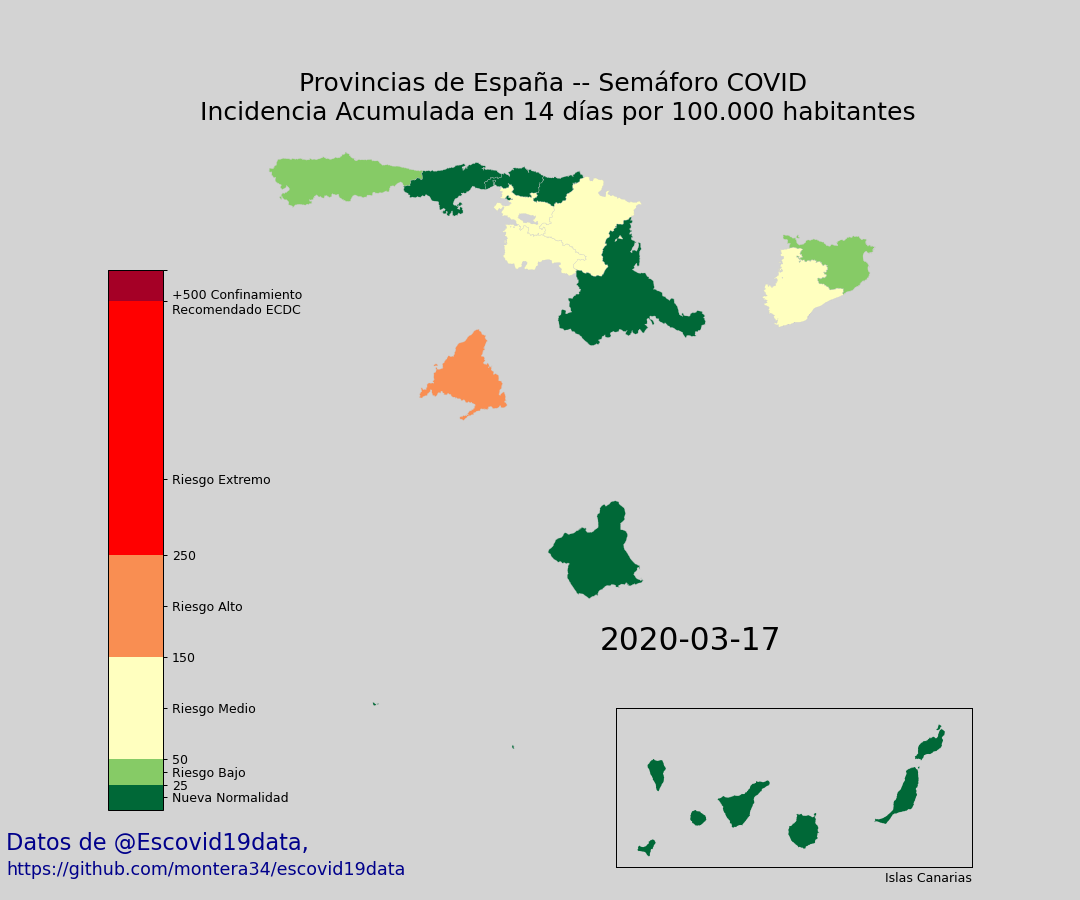 Provincias de España -- Semáforo COVID
Incidencia Acumulada en 14 días por 100.000 habitantes
+500 Confinamiento
Recomendado ECDC
Riesgo Extremo
250
Riesgo Alto
150
Riesgo Medio
50
Riesgo Bajo
25
Nueva Normalidad
2020-03-17
Islas Canarias
Datos de @Escovid19data,
https://github.com/montera34/escovid19data